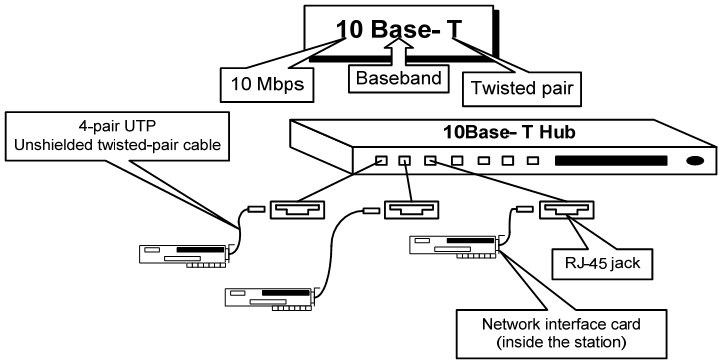 10 Base- T
10 Mbps
Baseband
Twisted pair
4-pair UTP
Unshielded twisted-pair cable
10Base- T Hub
RJ-45 jack
Network interface card
(inside the station)